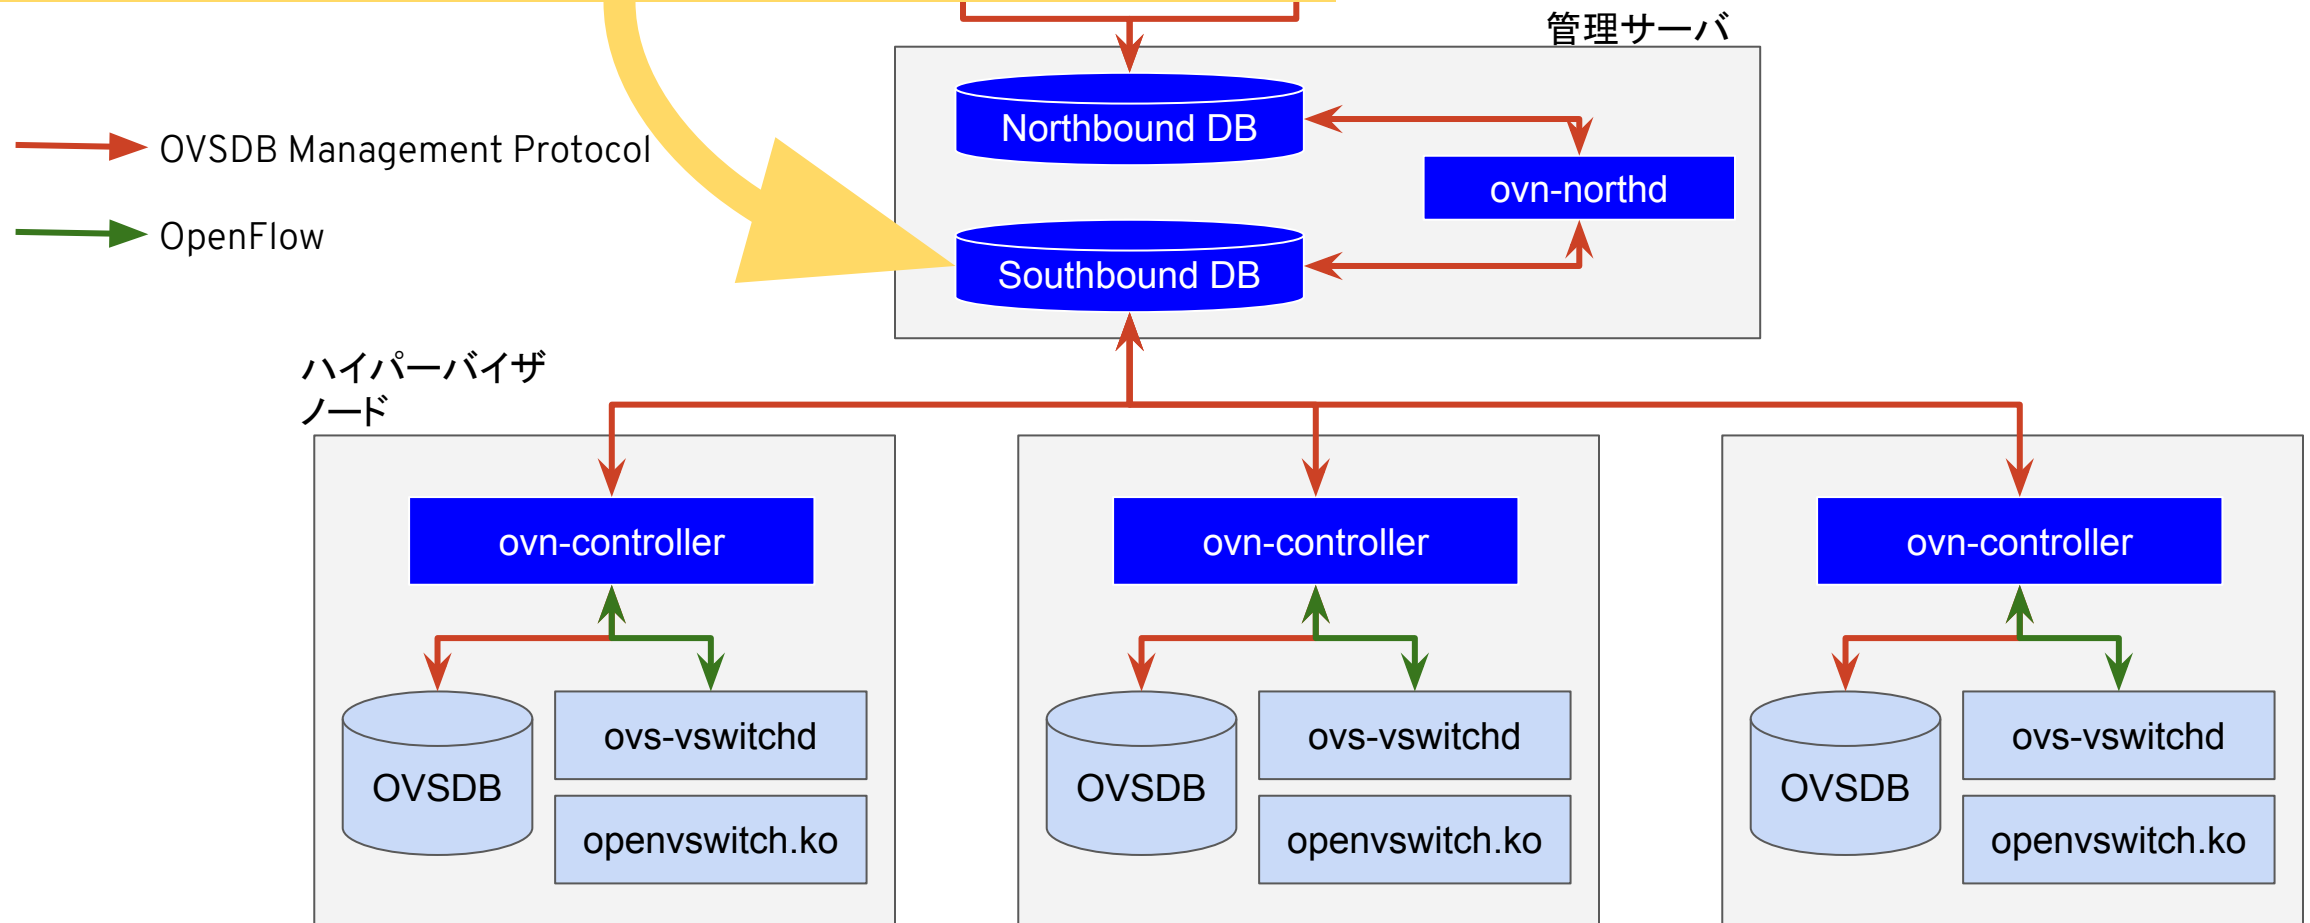 管理サーバ
Northbound DB
OVSDB Management Protocol
ovn-northd
OpenFlow
Southbound DB
ハイパーバイザ
ノード
ovn-controller
ovn-controller
ovn-controller
ovs-vswitchd
OVSDB
openvswitch.ko
ovs-vswitchd
OVSDB
openvswitch.ko
ovs-vswitchd
OVSDB
openvswitch.ko